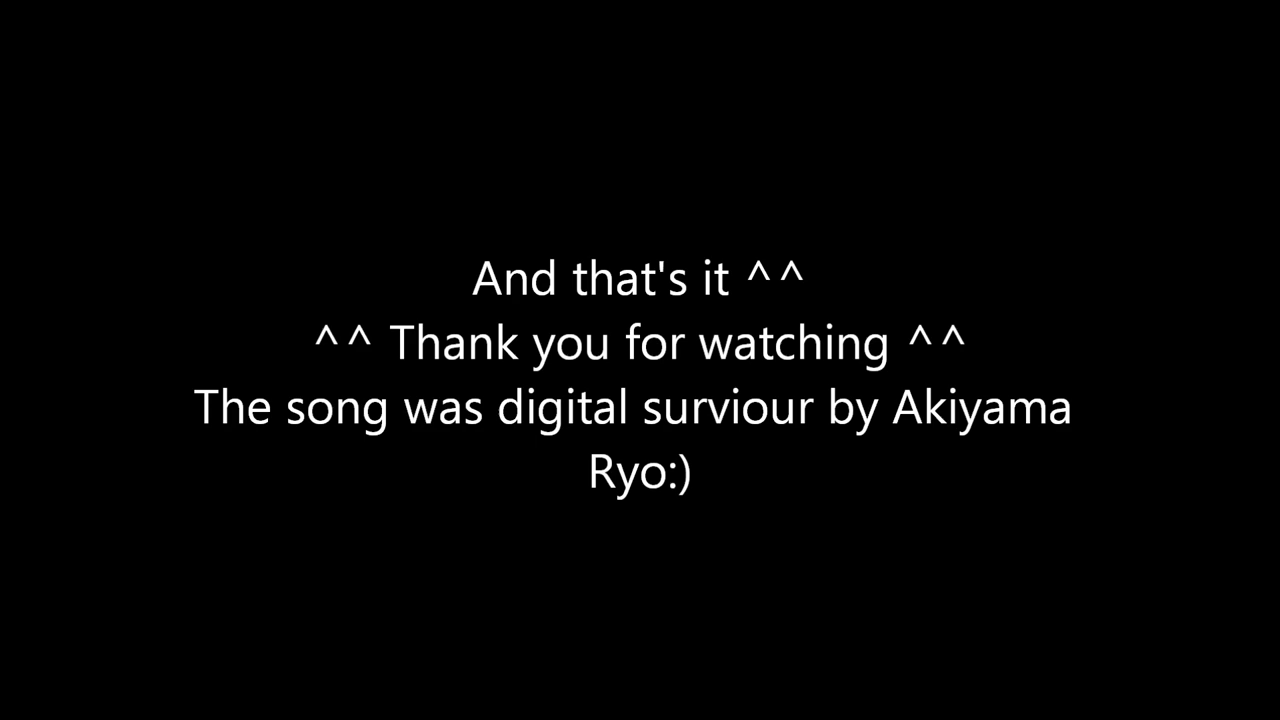 And that's it ^^
^^ Thank you for watching ^^
The song was digital surviour by Akiyama
Ryo:)